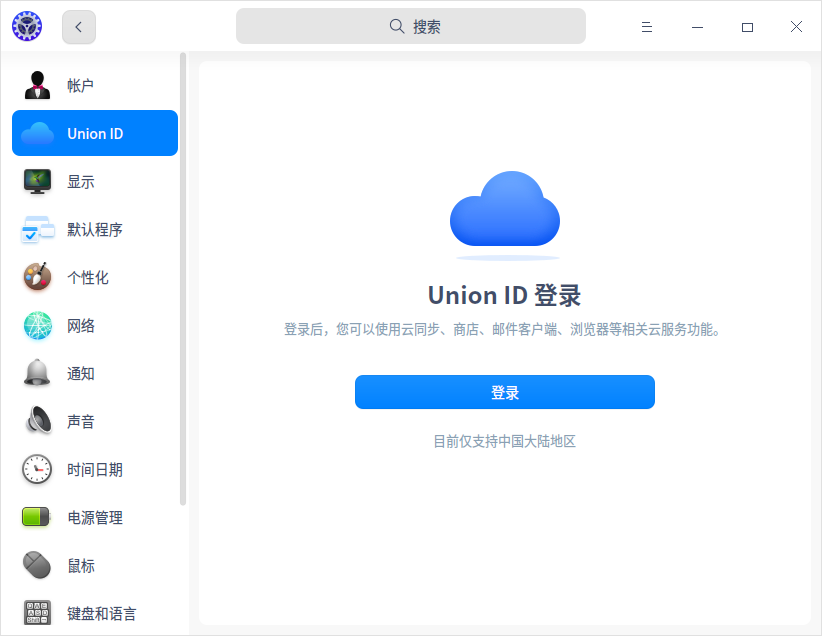 搜索
帐户
Union ID
显示
默认程序
个性化
网络
通知
声音
时间日期
电源管理
鼠标
键盘和语言
Union ID 登录
登录后，您可以使用云同步、商店、邮件客户端、浏览器等相关云服务功能。
登录
目前仅支持中国大陆地区